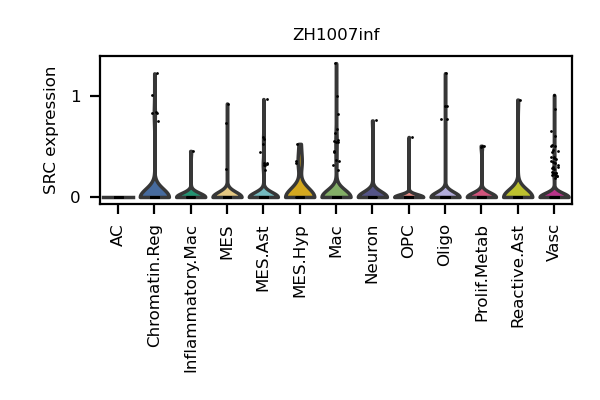 ZH1007inf
SRC expression
1
0
AC
Chromatin.Reg
Inflammatory.Mac
MES
MES.Ast
MES.Hyp
Mac
Neuron
OPC
Oligo
Prolif.Metab
Reactive.Ast
Vasc